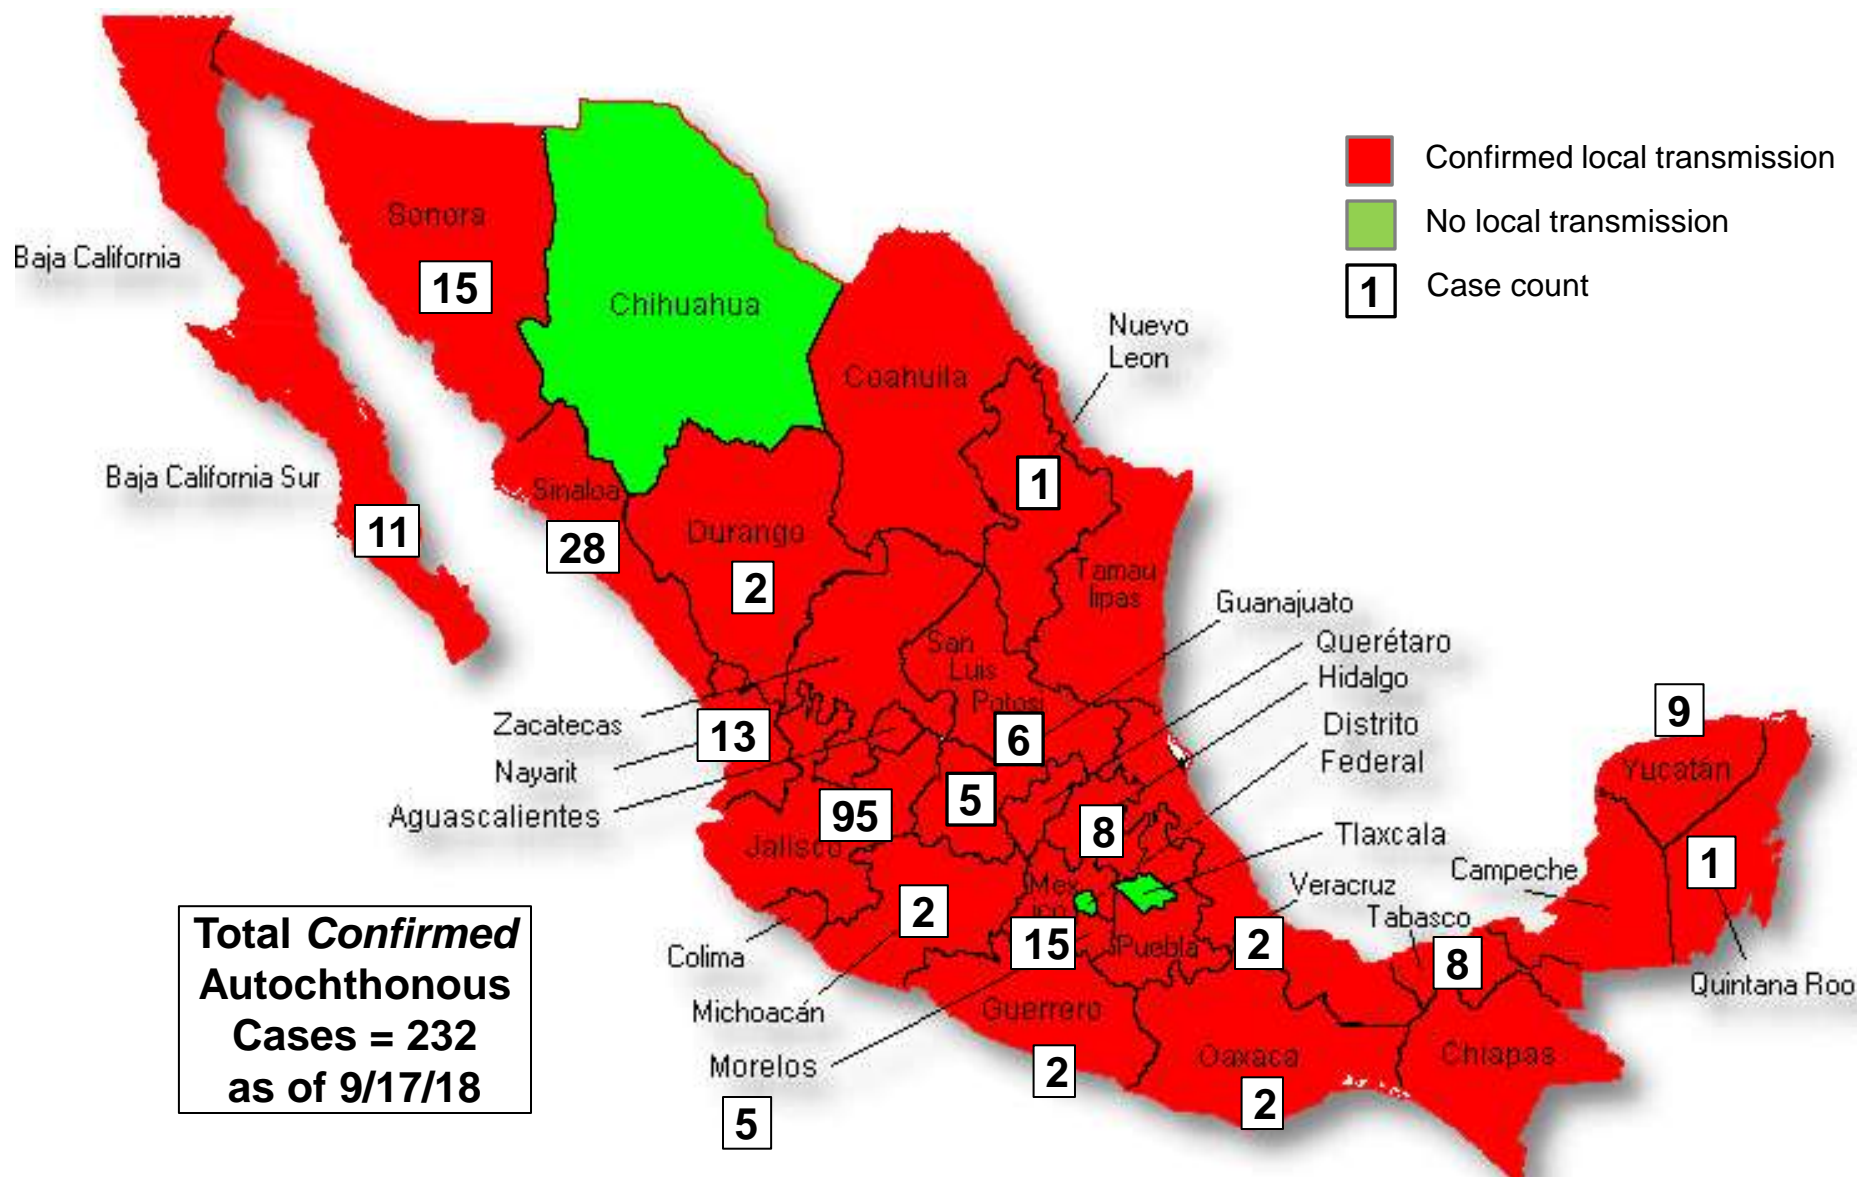 Confirmed local transmission
No local transmission
1 Case count
Sonora
15
Baja California
Chihuahua
Nuevo
Leon
Coahuila
Baja California Sur
11
Sinaloa
28
Durango
2
1
Tamau
lipas
Guanajuato
Querétaro
Hidalgo
Distrito
Federal
San
Luis
Potosi
6
Zacatecas
13
Nayarit
Aguascalientes
95
Jalisco
5
8
Tlaxcala
Veracruz
Campeche
Tabasco
9
Yucatán
1
Quintana Roo
Mex
ico
15
Puebla
2
8
2
Colima
Michoacán
Morelos
5
Guerrero
2
Oaxaca
2
Chiapas
Total Confirmed
Autochthonous
Cases = 232
as of 9/17/18